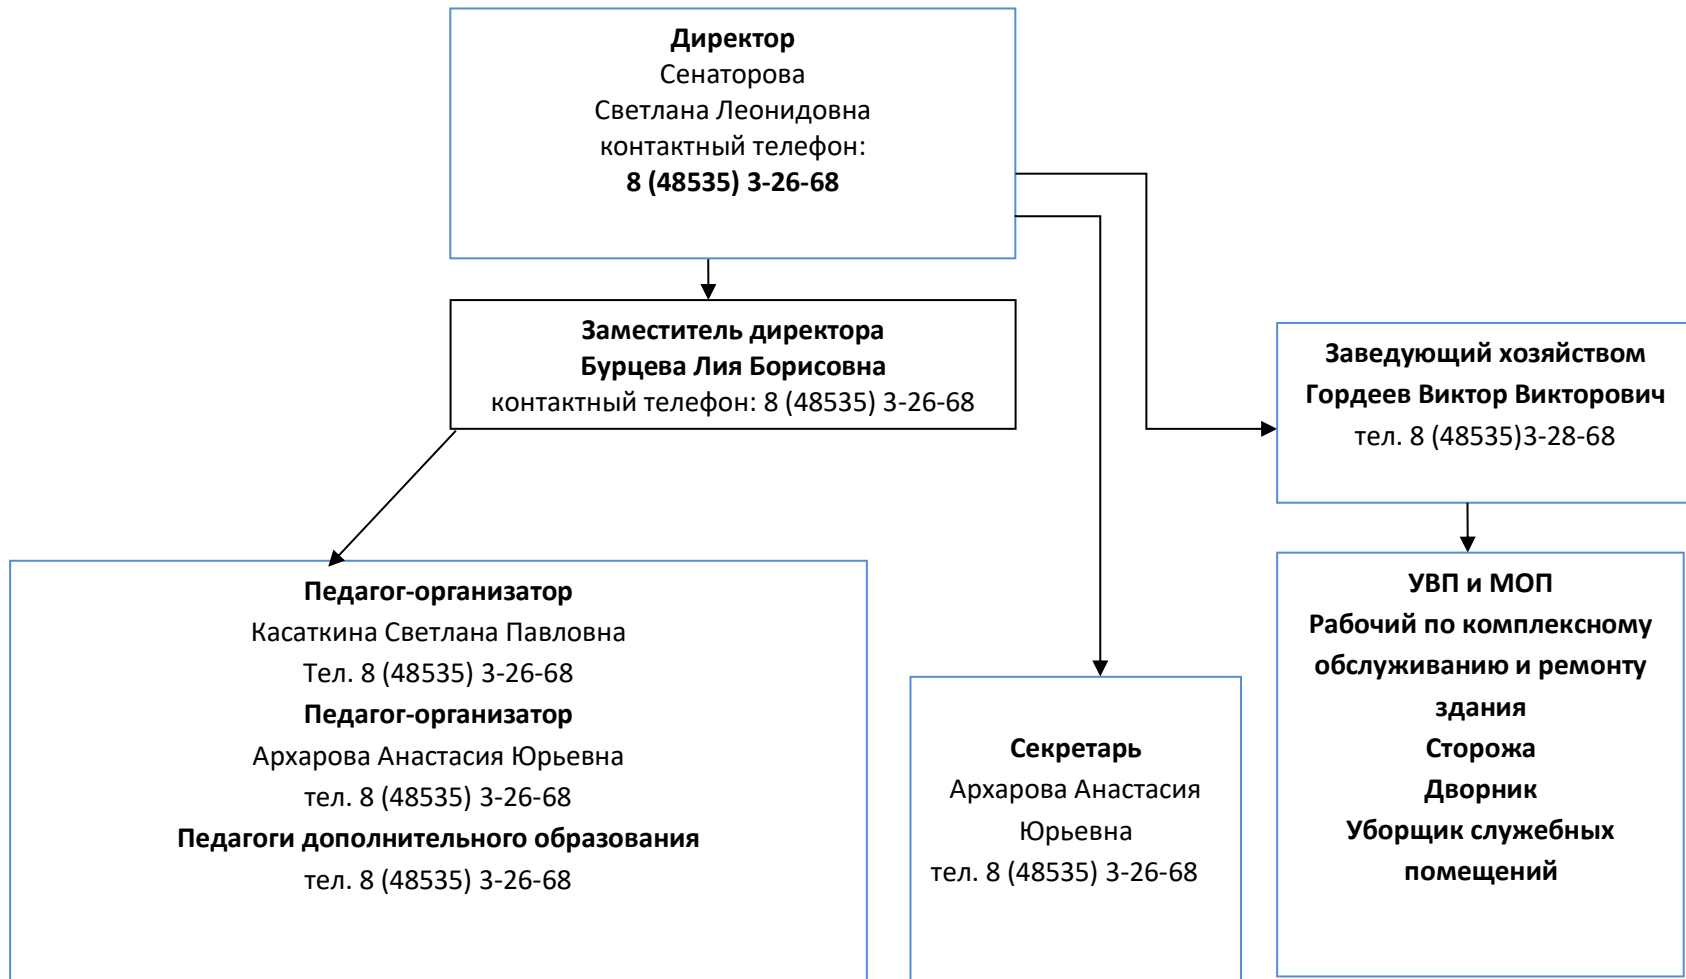 Директор
Сенаторова
Светлана Леонидовна
контактный телефон:
8 (48535) 3-26-68
Заместитель директора
Бурцева Лия Борисовна
контактный телефон: 8 (48535) 3-26-68
Заведующий хозяйством
Гордеев Виктор Викторович
тел. 8 (48535)3-28-68
Педагог-организатор
Касаткина Светлана Павловна
Тел. 8 (48535) 3-26-68
Педагог-организатор
Архарова Анастасия Юрьевна
тел. 8 (48535) 3-26-68
Педагоги дополнительного образования
тел. 8 (48535) 3-26-68
Секретарь
Архарова Анастасия
Юрьевна
тел. 8 (48535) 3-26-68
УВП и МОП
Рабочий по комплексному
обслуживанию и ремонту
здания
Сторожа
Дворник
Уборщик служебных
помещений